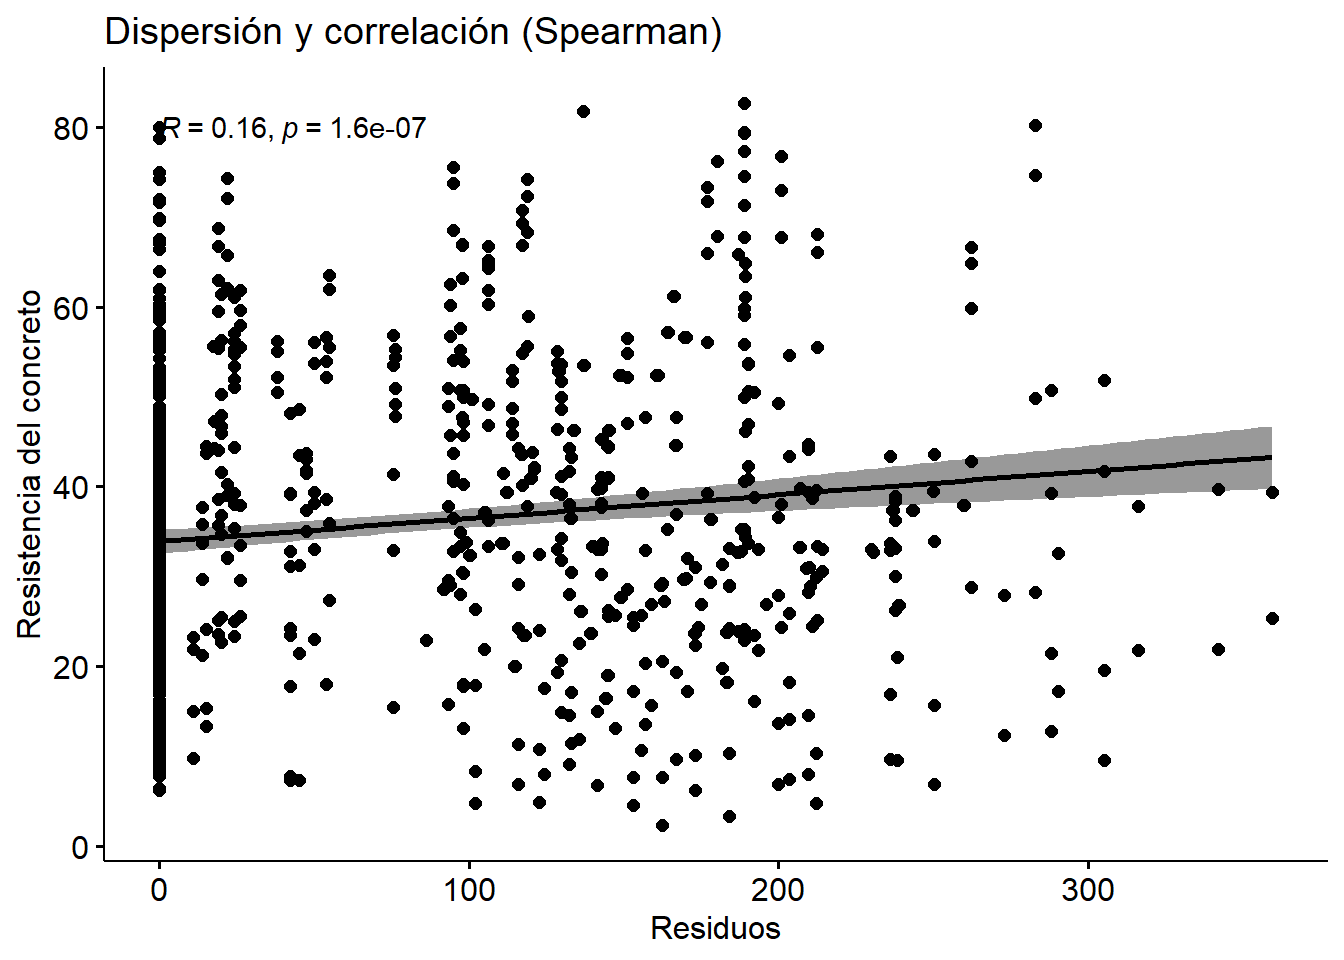 Dispersión y correlación (Spearman)
R = 0.16, p = 1.6e-07
80
60
40
20
0
Resistencia del concreto
0 100 200 300
Residuos